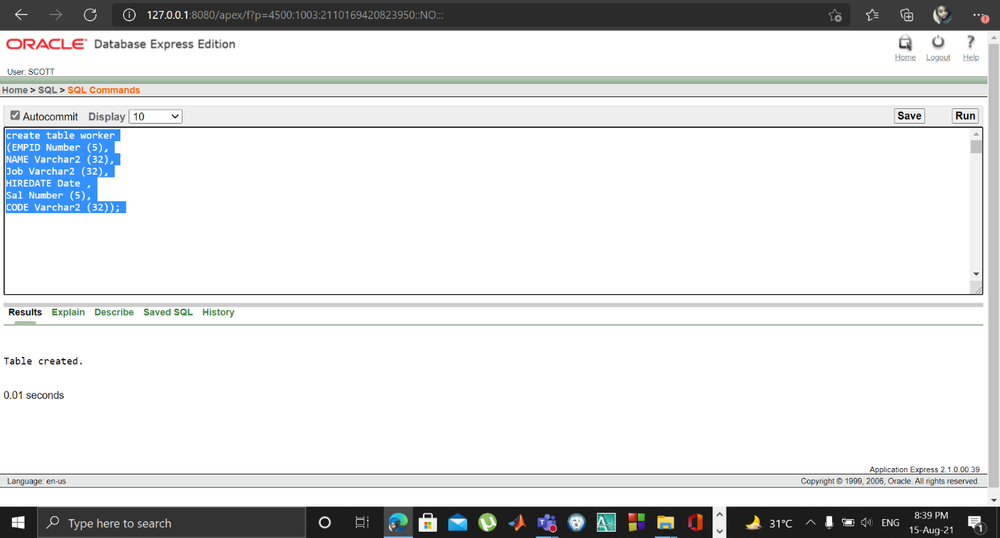 127.0.0.1:8080/apex/f?p=4500:1003:2110169420823950::NO:::
ORACLE® Database Express Edition
Home Logout Help
User: SCOTT
Home > SQL > SQL Commands
Autocommit Display 10 Save Run
create table worker
(EMPID Number (5),
NAME Varchar2 (32),
Job Varchar2 (32),
HIREDATE Date ,
Sal Number (5),
CODE Varchar2 (32));
Results Explain Describe Saved SQL History
Table created.
0.01 seconds
Application Express 2.1.0.00.39
Language: en-us Copyright © 1999, 2006, Oracle. All rights reserved.
Type here to search 31°C ENG 8:39 PM
15-Aug-21 1